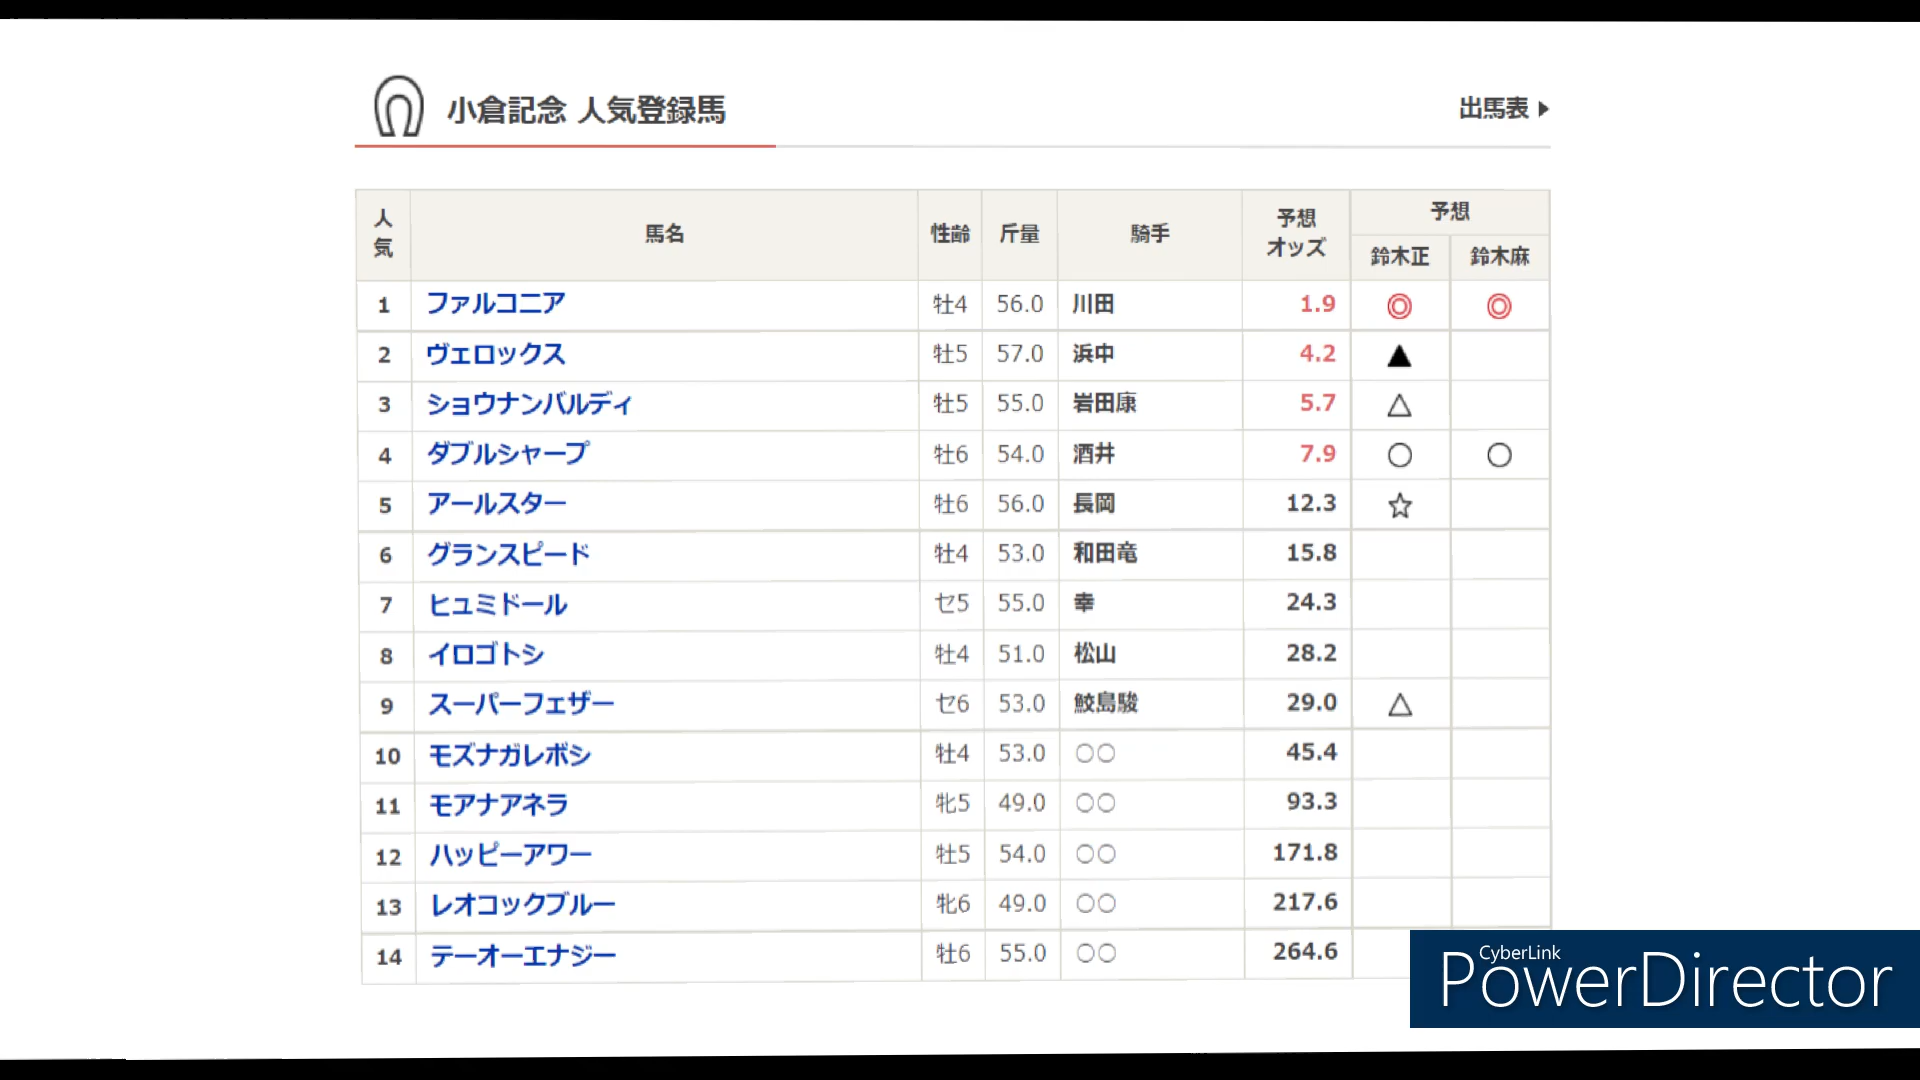 小倉記念 人気登録馬
出馬表
人気 馬名 性齢 斤量 騎手 予想オッズ 予想
鈴木正 鈴木麻
1 ファルコニア 牡4 56.0 川田 1.9 ◎ ◎
2 ヴェロックス 牡5 57.0 浜中 4.2 ▲
3 ショウナンバルディ 牡5 55.0 岩田康 5.7 △
4 ダブルシャープ 牡6 54.0 酒井 7.9 ○ ○
5 アールスター 牡6 56.0 長岡 12.3 ☆
6 グランスピード 牡4 53.0 和田竜 15.8
7 ヒュミドール セ5 55.0 幸 24.3
8 イロゴトシ 牡4 51.0 松山 28.2
9 スーパーフェザー セ6 53.0 鮫島駿 29.0 △
10 モズナガレボシ 牡4 53.0 ○○ 45.4
11 モアナアネラ 牝5 49.0 ○○ 93.3
12 ハッピーアワー 牡5 54.0 ○○ 171.8
13 レオコックブルー 牝6 49.0 ○○ 217.6
14 テーオーエナジー 牡6 55.0 ○○ 264.6
CyberLink
PowerDirector